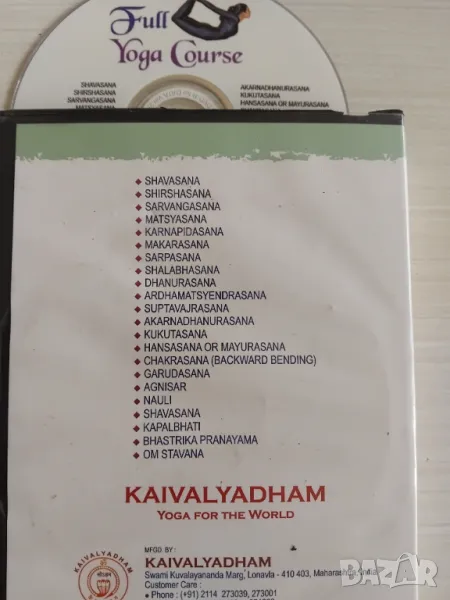 Full
Yoga Course
SHAVASANA
SHIRSHASANA
SARVANGASANA
AKARNADHANURASANA
KUKUTASANA
HANSASANA OR MAYURASANA
SHAVASANA
SHIRSHASANA
SARVANGASANA
MATSYASANA
KARNAPIDASANA
MAKARASANA
SARPASANA
SHALABHASANA
DHANURASANA
ARDHAMATSYENDRASANA
SUPTAVAJRASANA
AKARNADHANURASANA
KUKUTASANA
HANSASANA OR MAYURASANA
CHAKRASANA (BACKWARD BENDING)
GARUDASANA
AGNISAR
NAULI
SHAVASANA
KAPALBHATI
BHASTRIKA PRANAYAMA
OM STAVANA
KAIVALYADHAM
YOGA FOR THE WORLD
MFGD. BY :
KAIVALYADHAM
KAIVALYADHAM
Swami Kuvalayananda Marg, Lonavla - 410 403, Maharashtra, India
Customer Care :
• Phone : (+91) 2114 273039, 273001
BAZAR